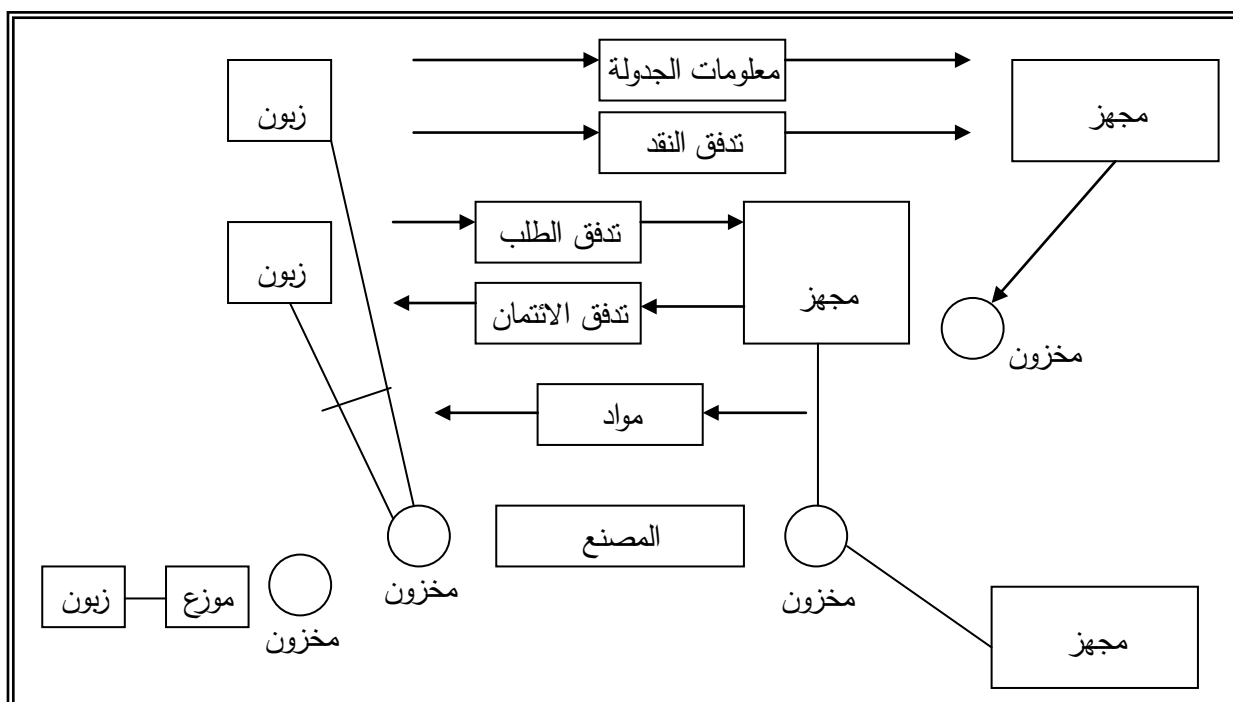 معلومات الجدولة
زبون
مجهز
تدفق النقد
تدفق الطلب
زبون
مجهز
تدفق الائتمان
مخزون
مواد
المصنع
مخزون
مخزون
موزع
زبون
مخزون
مجهز